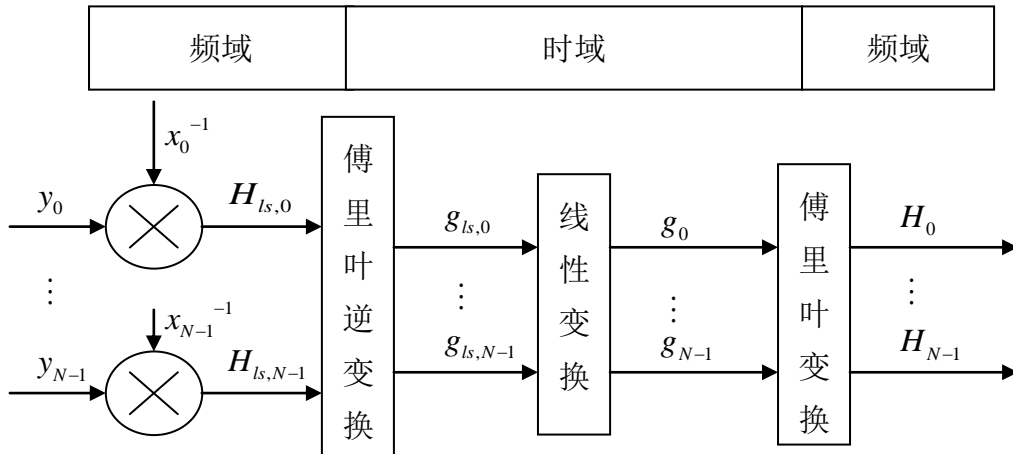 频域 时域 频域
x_0^{-1}
y_0 H_{ls,0} 傅里叶逆变换 g_{ls,0} 线性变换 g_0 傅里叶变换 H_0
⋮ ⋮ ⋮ ⋮
x_{N-1}^{-1}
y_{N-1} H_{ls,N-1} g_{ls,N-1} g_{N-1} H_{N-1}